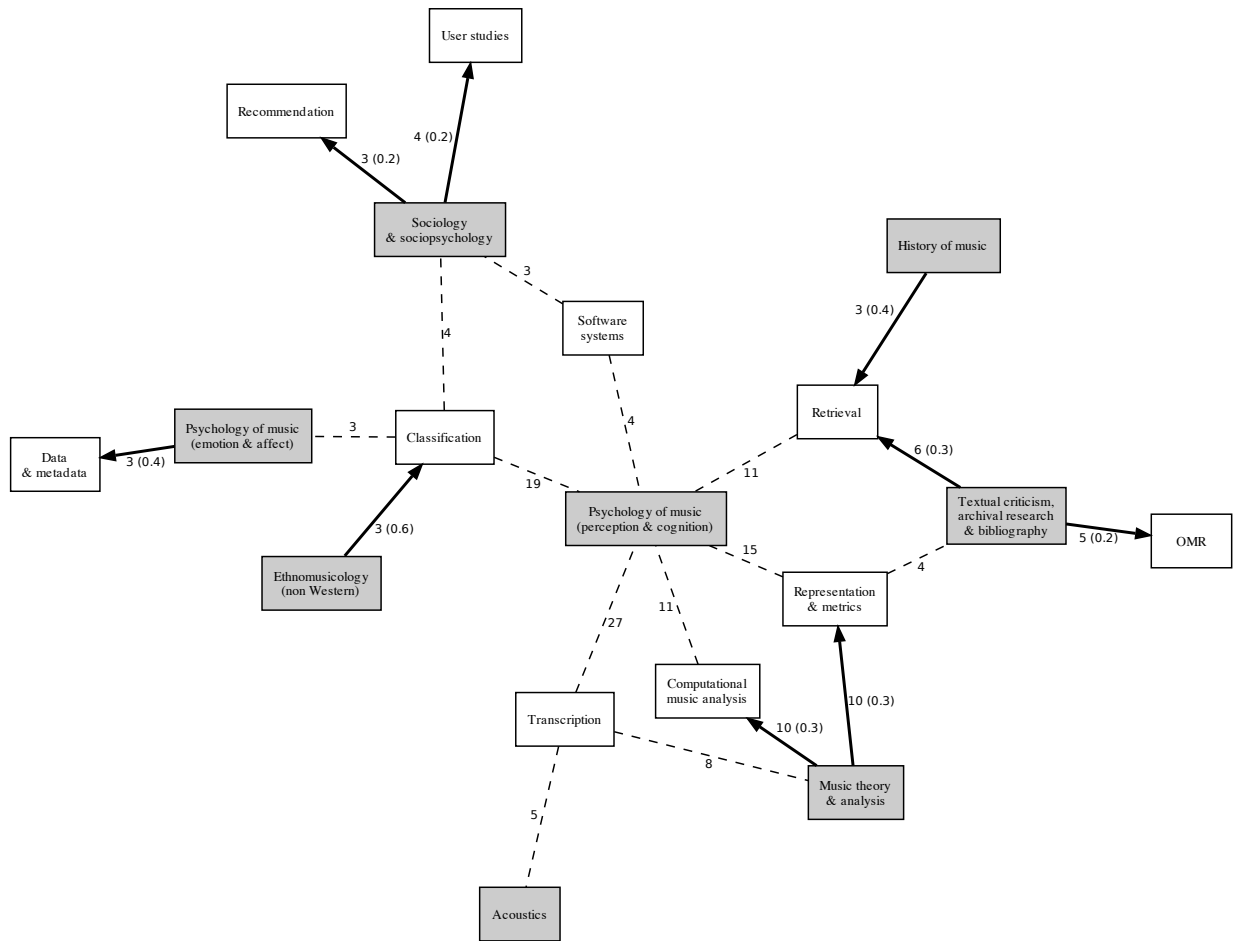 User studies
Recommendation
4 (0.2)
3 (0.2)
Sociology
& sociopsychology
History of music
3
3 (0.4)
Software
systems
4
Retrieval
4
Psychology of music
(emotion & affect)
3
Classification
Data
& metadata
3 (0.4)
11
6 (0.3)
19
Psychology of music
(perception & cognition)
Textual criticism,
archival research
& bibliography
3 (0.6)
5 (0.2)
OMR
15
4
Ethnomusicology
(non Western)
Representation
& metrics
11
27
Computational
music analysis
10 (0.3)
Transcription
10 (0.3)
8
Music theory
& analysis
5
Acoustics